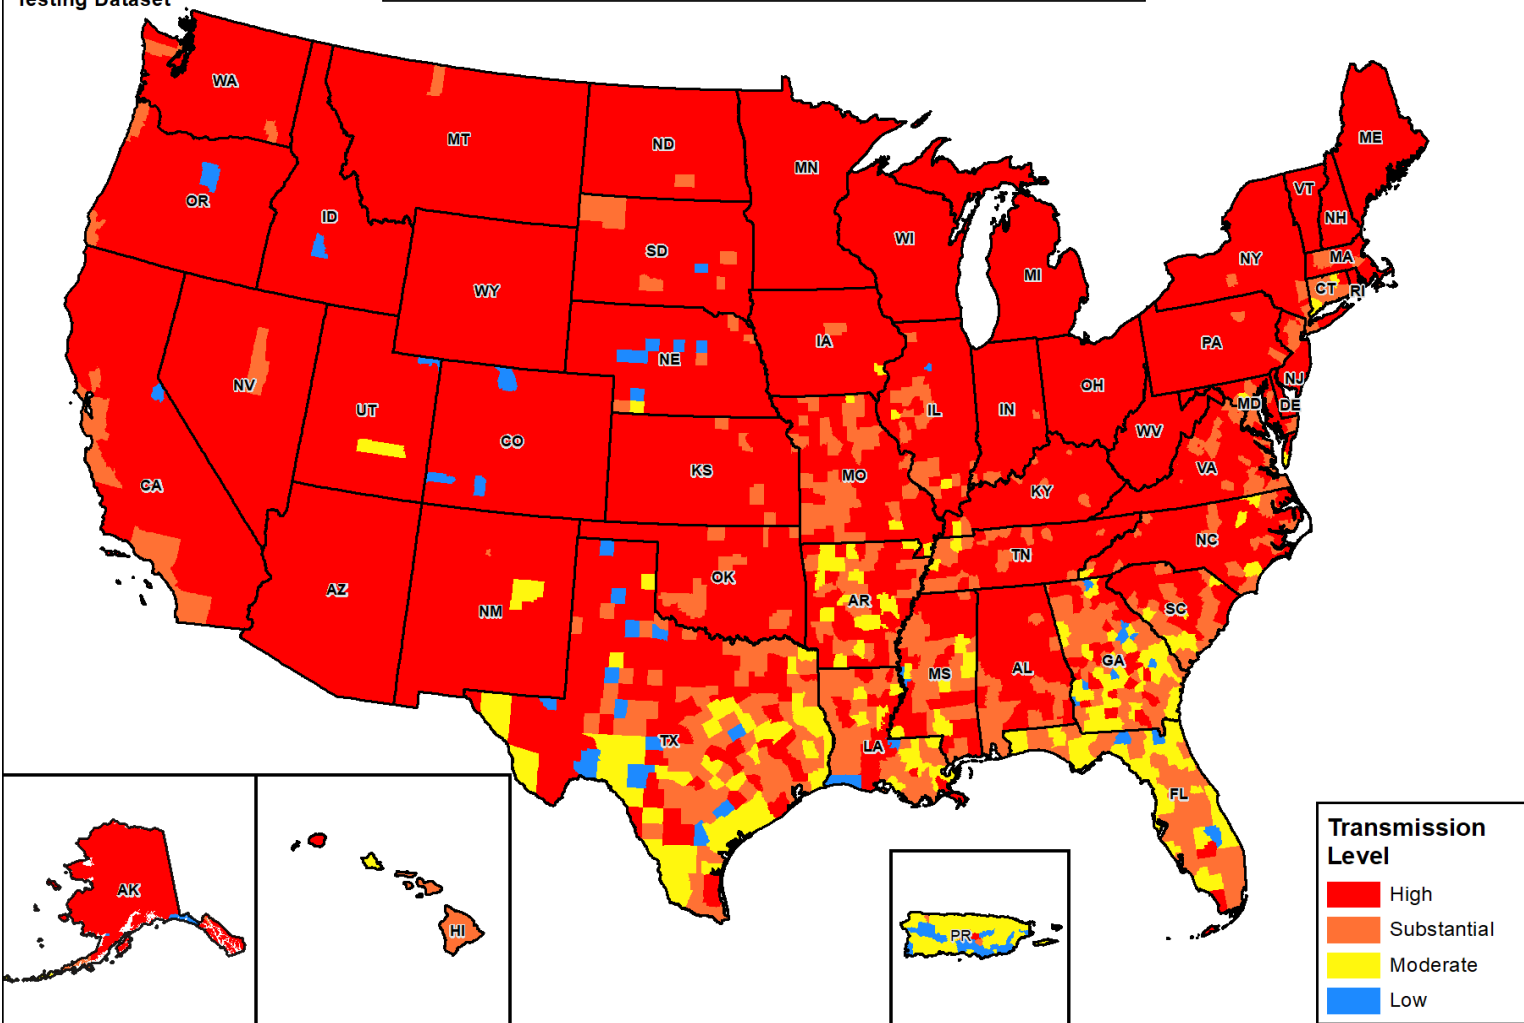 Testing Dataset
WA
MT
ND
MN
ME
OR
ID
SD
WI
MI
NY
VT
NH
MA
CT
RI
WY
IA
NE
PA
NV
UT
CO
IL
IN
OH
NJ
MD
DE
WV
CA
KS
MO
KY
VA
AZ
NM
OK
AR
TN
NC
SC
MS
AL
GA
TX
LA
FL
AK
HI
PR
Transmission
Level
High
Substantial
Moderate
Low